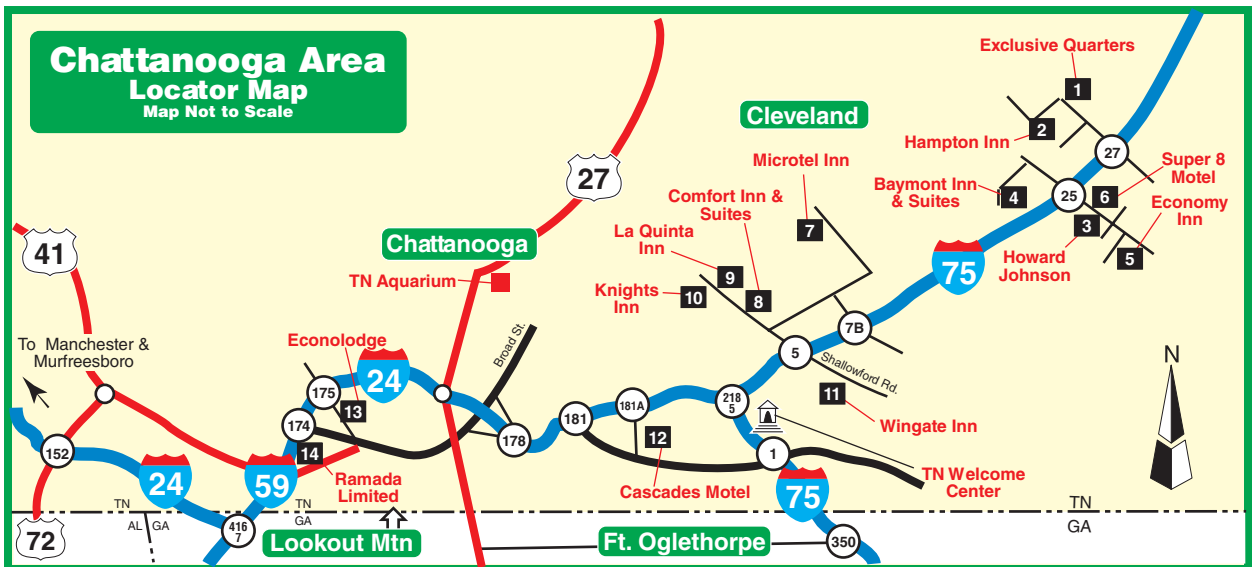 Chattanooga Area
Locator Map
Map Not to Scale
Exclusive Quarters
1
Cleveland
2
Hampton Inn
27
Microtel Inn
Super 8
Motel
27
Comfort Inn &
Suites
Baymont Inn
& Suites
4
25
6
Economy
Inn
7
La Quinta
Inn
3
41
Chattanooga
Howard
Johnson
5
75
TN Aquarium
9
Knights
Inn
10
8
7B
To Manchester &
Murfreesboro
Econolodge
Broad St.
5
Shallowford Rd.
N
24
175
13
11
218
5
181A
174
181
Wingate Inn
152
178
12
14
1
24
59
Ramada
Limited
Cascades Motel
75
TN Welcome
Center
TN
TN
TN
AL
GA
GA
GA
72
416
7
Lookout Mtn
Ft. Oglethorpe
350